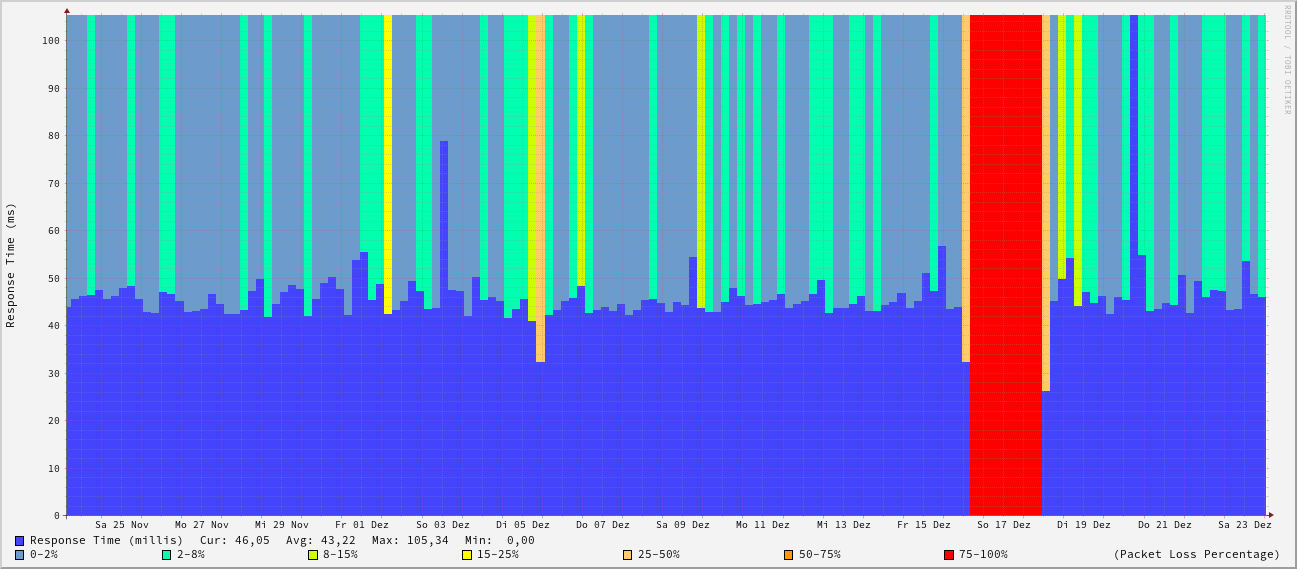 RRDTOOL / TOBI OETIKER
Response Time (ms)
100
90
80
70
60
50
40
30
20
10
0
Sa 25 Nov Mo 27 Nov Mi 29 Nov Fr 01 Dez So 03 Dez Di 05 Dez Do 07 Dez Sa 09 Dez Mo 11 Dez Mi 13 Dez Fr 15 Dez So 17 Dez Di 19 Dez Do 21 Dez Sa 23 Dez
Response Time (millis) Cur: 46,05 Avg: 43,22 Max: 105,34 Min: 0,00
0-2% 2-8% 8-15% 15-25% 25-50% 50-75% 75-100% (Packet Loss Percentage)